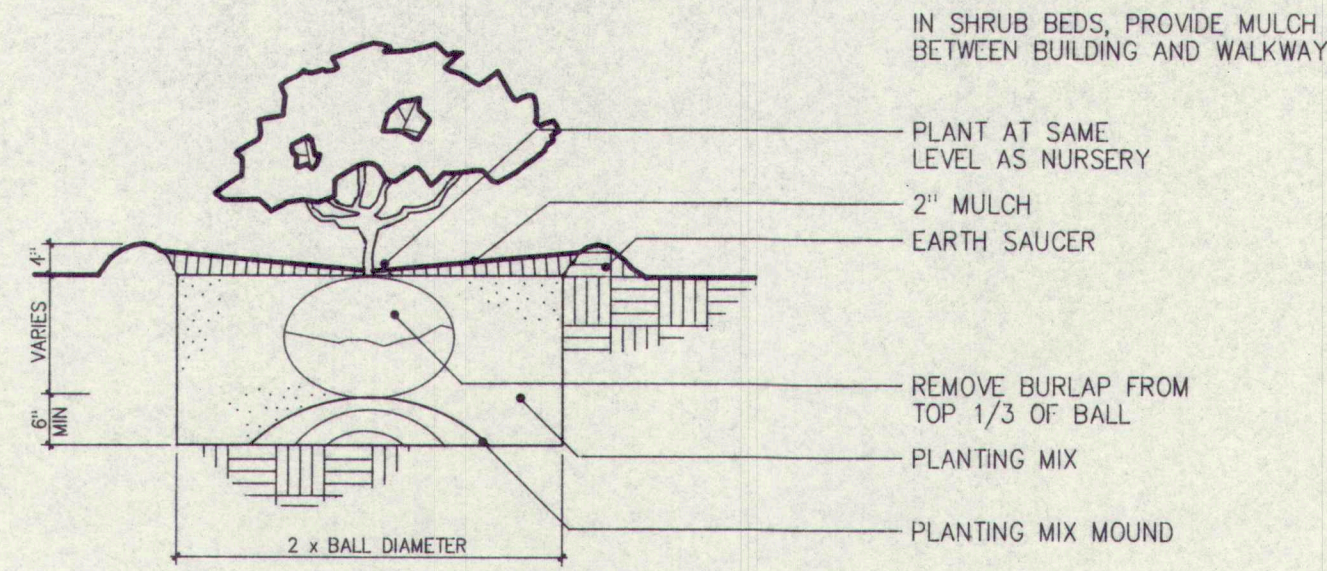 IN SHRUB BEDS, PROVIDE MULCH
BETWEEN BUILDING AND WALKWAY
PLANT AT SAME
LEVEL AS NURSERY
2" MULCH
EARTH SAUCER
REMOVE BURLAP FROM
TOP 1/3 OF BALL
PLANTING MIX
PLANTING MIX MOUND
4"
VARIES
6"
MIN
2 x BALL DIAMETER